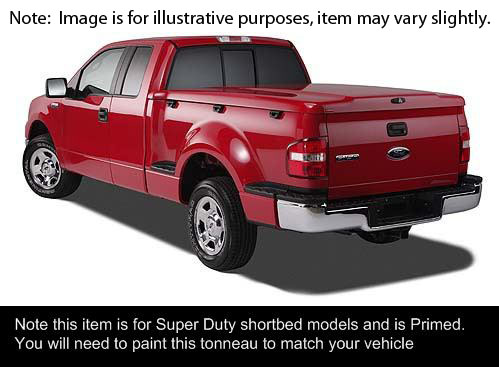 Note: Image is for illustrative purposes, item may vary slightly.
Ford
Note this item is for Super Duty shortbed models and is Primed.
You will need to paint this tonneau to match your vehicle